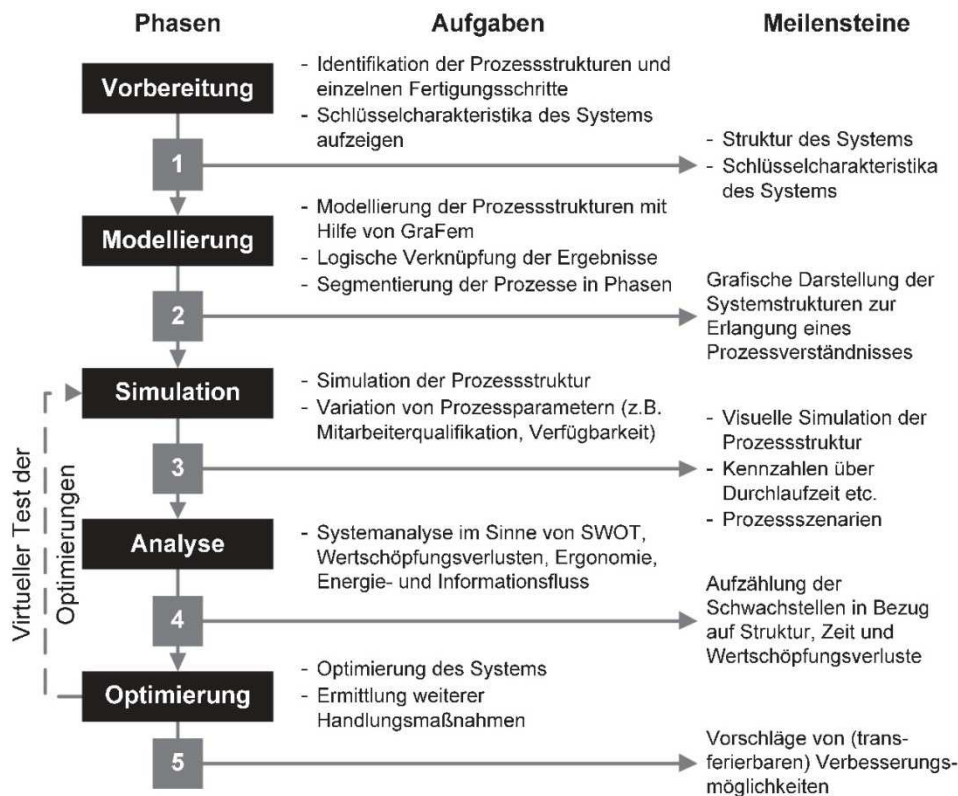 Phasen
Aufgaben
Meilensteine
Vorbereitung
- Identifikation der Prozessstrukturen und
einzelnen Fertigungsschritte
- Schlüsselcharakteristika des Systems
aufzeigen
1
- Struktur des Systems
- Schlüsselcharakteristika
des Systems
Modellierung
- Modellierung der Prozessstrukturen mit
Hilfe von GraFem
- Logische Verknüpfung der Ergebnisse
- Segmentierung der Prozesse in Phasen
2
Grafische Darstellung der
Systemstrukturen zur
Erlangung eines
Prozessverständnisses
Simulation
- Simulation der Prozessstruktur
- Variation von Prozessparametern (z.B.
Mitarbeiterqualifikation, Verfügbarkeit)
3
- Visuelle Simulation der
Prozessstruktur
- Kennzahlen über
Durchlaufzeit etc.
- Prozessszenarien
Virtueller Test der
Optimierungen
Analyse
- Systemanalyse im Sinne von SWOT,
Wertschöpfungsverlusten, Ergonomie,
Energie- und Informationsfluss
4
Aufzählung der
Schwachstellen in Bezug
auf Struktur, Zeit und
Wertschöpfungsverluste
Optimierung
- Optimierung des Systems
- Ermittlung weiterer
Handlungsmaßnahmen
5
Vorschläge von (trans-
ferierbaren) Verbesserungs-
möglichkeiten